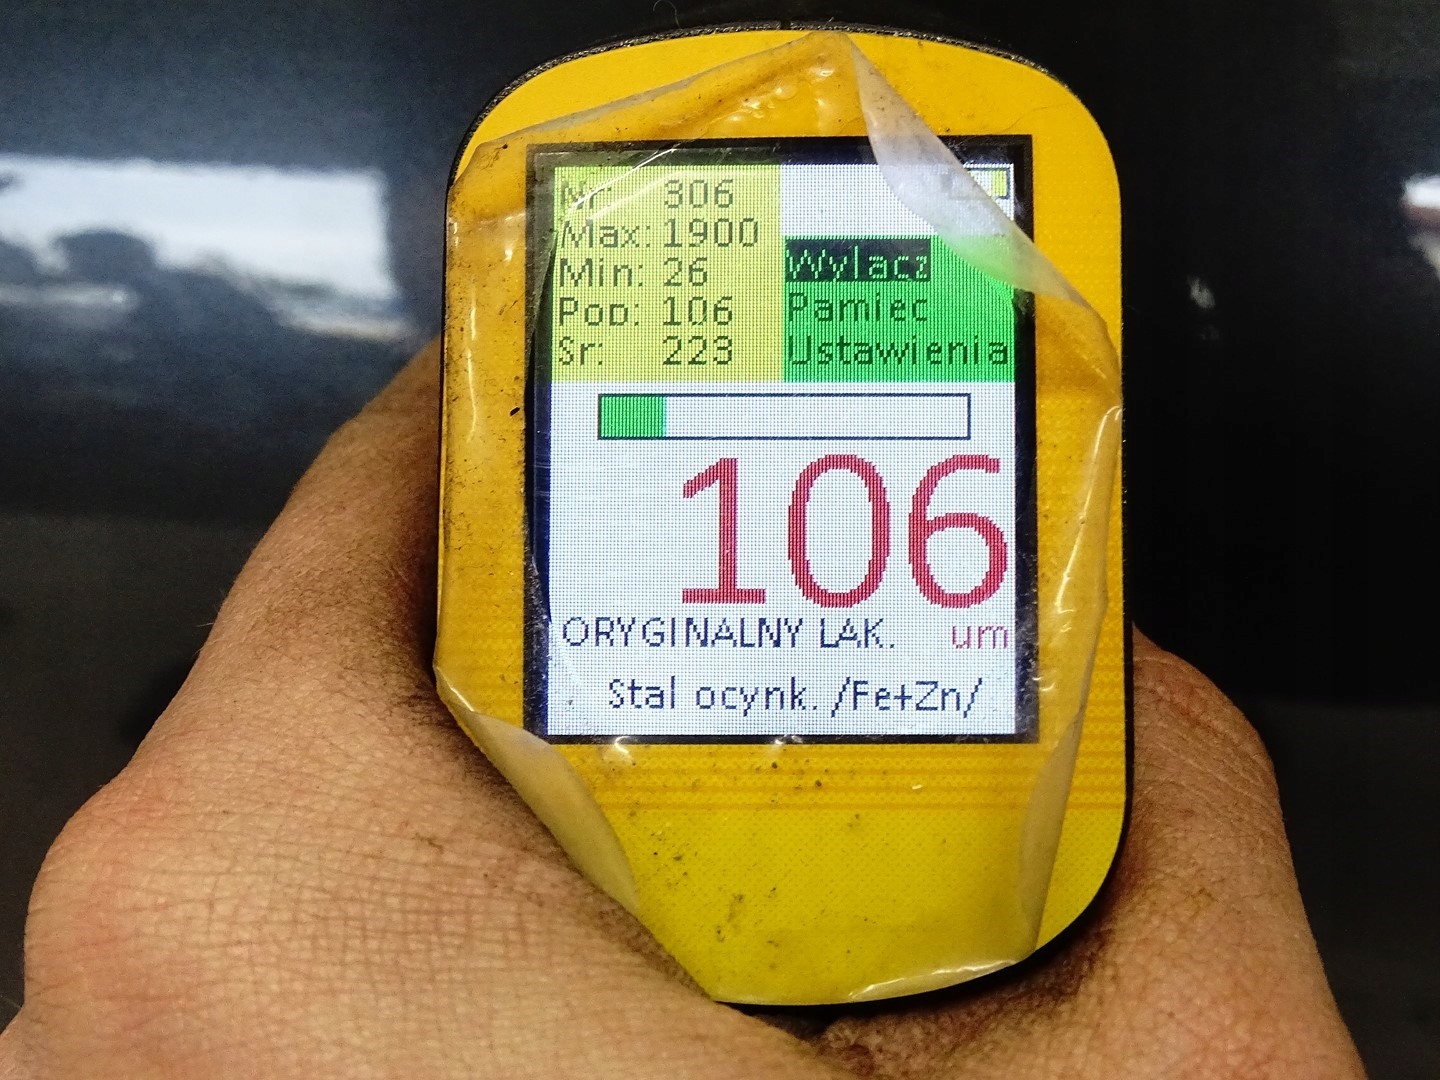 Nr: 306
Max: 1900
Min: 26
Pop: 106
Sr: 223
Wylacz
Pamiec
Ustawienia
106
ORYGINALNY LAK. um
Stal ocynk. /Fe+Zn/